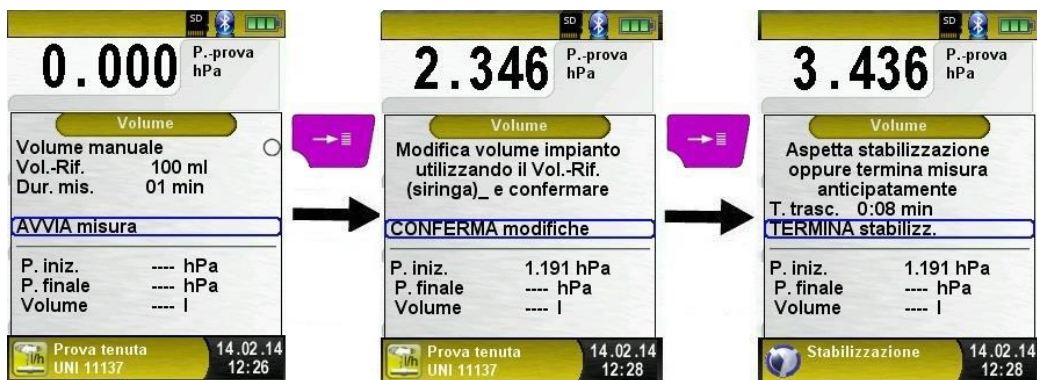 SD
0.000 P.-prova
hPa
Volume
Volume manuale
Vol.-Rif. 100 ml
Dur. mis. 01 min
AVVIA misura
P. iniz. ---- hPa
P. finale ---- hPa
Volume ---- l
l/h Prova tenuta 14.02.14
UNI 11137 12:26
SD
2.346 P.-prova
hPa
Volume
Modifica volume impianto
utilizzando il Vol.-Rif.
(siringa)_ e confermare
CONFERMA modifiche
P. iniz. 1.191 hPa
P. finale ---- hPa
Volume ---- l
l/h Prova tenuta 14.02.14
UNI 11137 12:28
SD
3.436 P.-prova
hPa
Volume
Aspetta stabilizzazione
oppure termina misura
anticipatamente
T. trasc. 0:08 min
TERMINA stabilizz.
P. iniz. 1.191 hPa
P. finale ---- hPa
Volume ---- l
Stabilizzazione 14.02.14
12:28